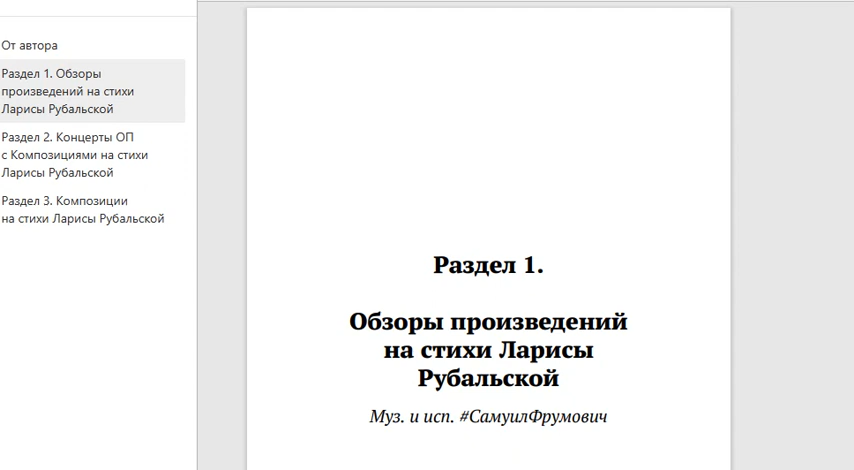 От автора
Раздел 1. Обзоры
произведений на стихи
Ларисы Рубальской
Раздел 2. Концерты ОП
с Композициями на стихи
Ларисы Рубальской
Раздел 3. Композиции
на стихи Ларисы Рубальской
Раздел 1.
Обзоры произведений
на стихи Ларисы
Рубальской
Муз. и исп. #СамуилФрумович